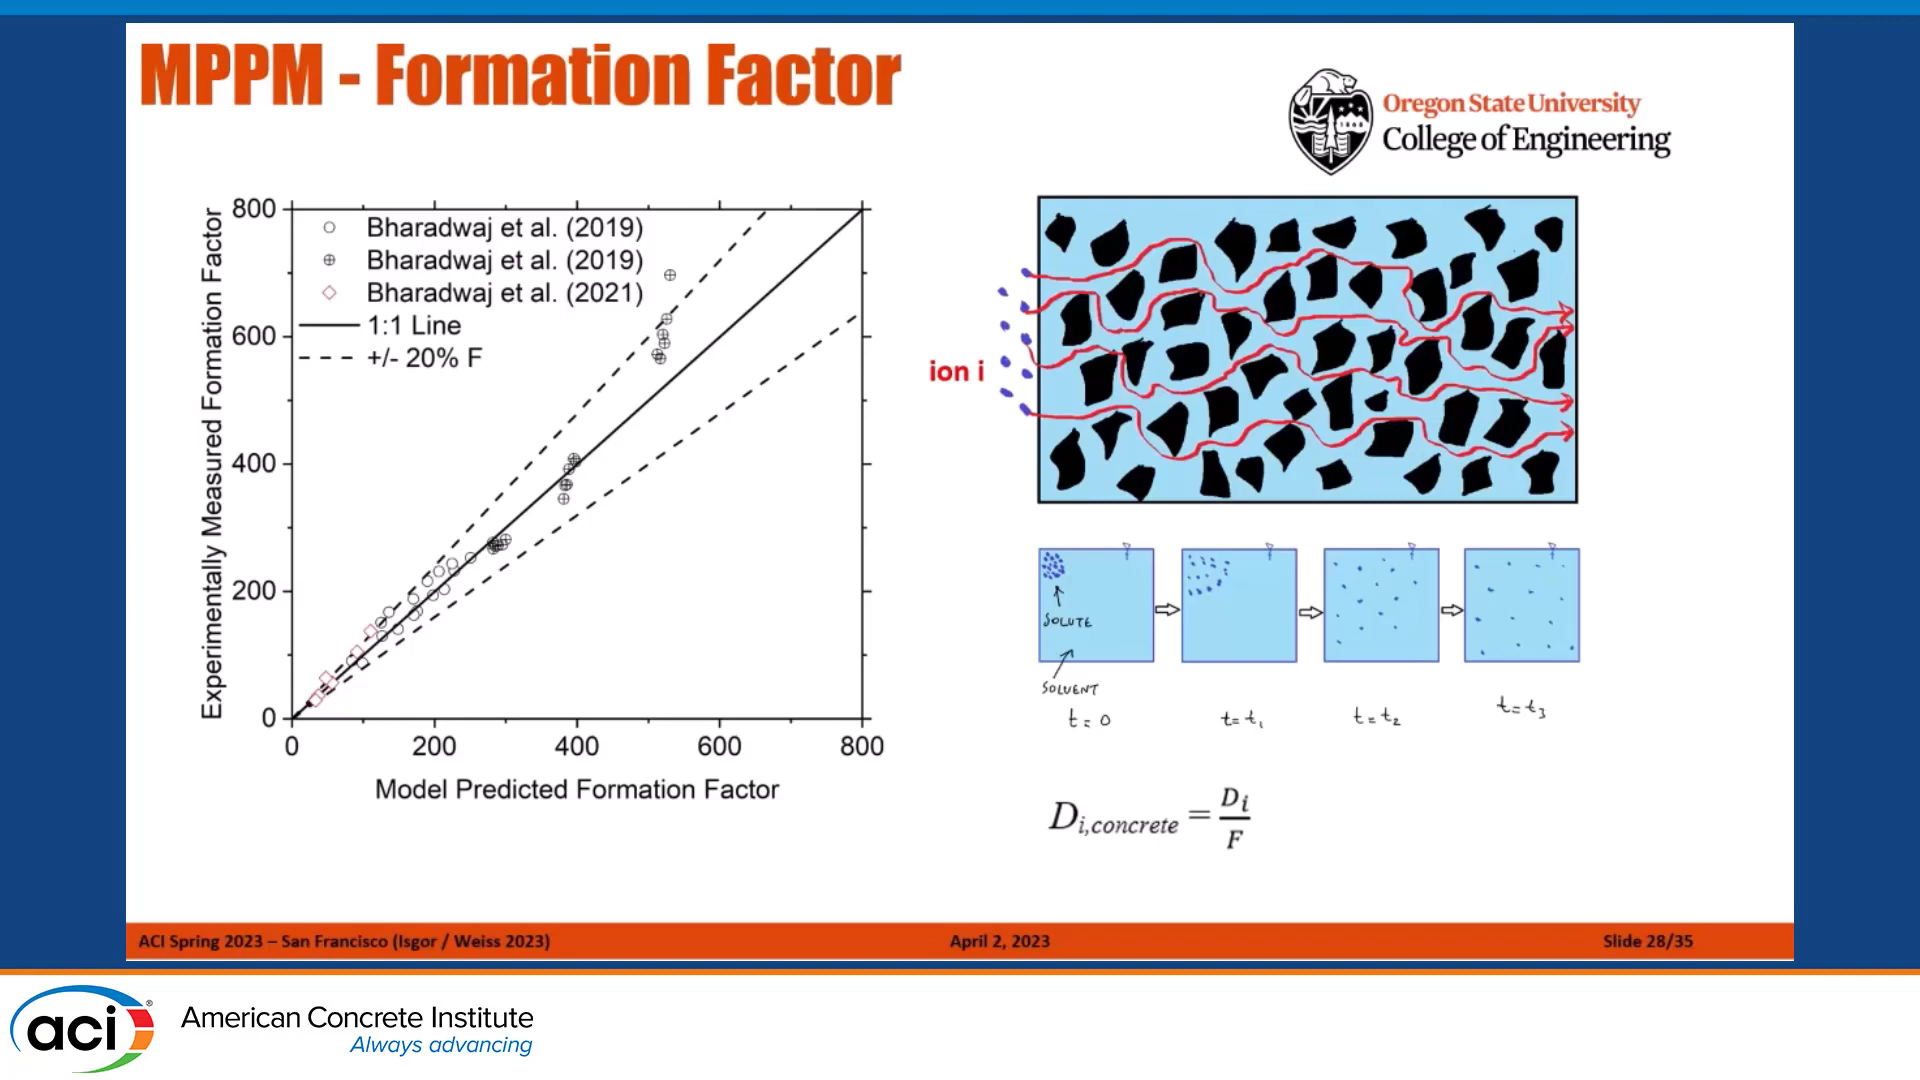 MPPM - Formation Factor
Oregon State University
College of Engineering
Experimentally Measured Formation Factor
800
600
400
200
0
Bharadwaj et al. (2019)
Bharadwaj et al. (2019)
Bharadwaj et al. (2021)
1:1 Line
+/- 20% F
0 200 400 600 800
Model Predicted Formation Factor
ion i
SOLUTE
SOLVENT
t=0 t=t₁ t=t₂ t=t₃
D_{i,concrete} = D_i / F
ACI Spring 2023 – San Francisco (Isgor / Weiss 2023) April 2, 2023 Slide 28/35
aci®
American Concrete Institute
Always advancing